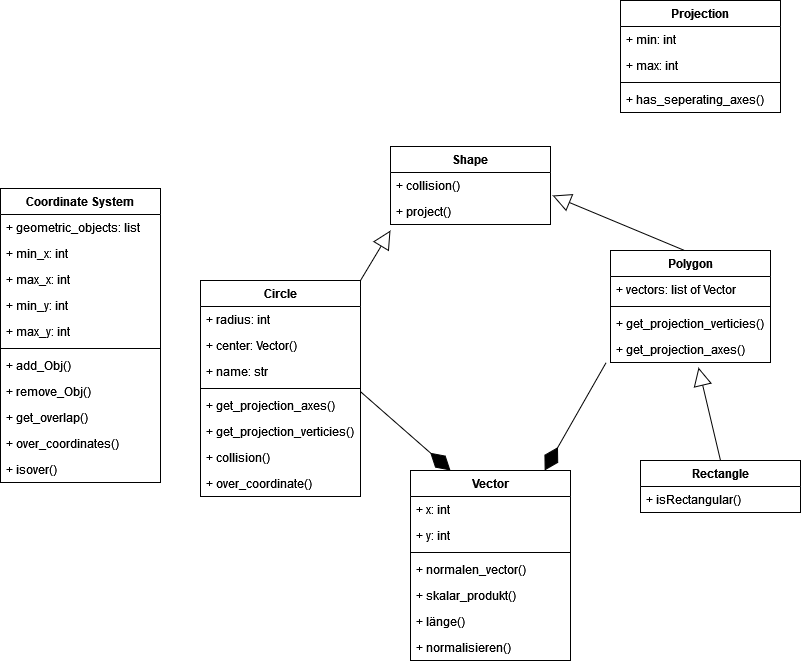 Projection
+ min: int
+ max: int
+ has_seperating_axes()
Shape
+ collision()
+ project()
Coordinate System
+ geometric_objects: list
+ min_x: int
+ max_x: int
+ min_y: int
+ max_y: int
+ add_Obj()
+ remove_Obj()
+ get_overlap()
+ over_coordinates()
+ isover()
Circle
+ radius: int
+ center: Vector()
+ name: str
+ get_projection_axes()
+ get_projection_verticies()
+ collision()
+ over_coordinate()
Polygon
+ vectors: list of Vector
+ get_projection_verticies()
+ get_projection_axes()
Vector
+ x: int
+ y: int
+ normalen_vector()
+ skalar_produkt()
+ länge()
+ normalisieren()
Rectangle
+ isRectangular()